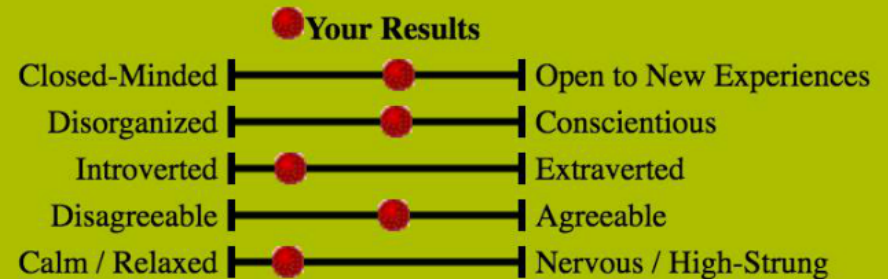 Your Results
Closed-Minded Open to New Experiences
Disorganized Conscientious
Introverted Extraverted
Disagreeable Agreeable
Calm / Relaxed Nervous / High-Strung